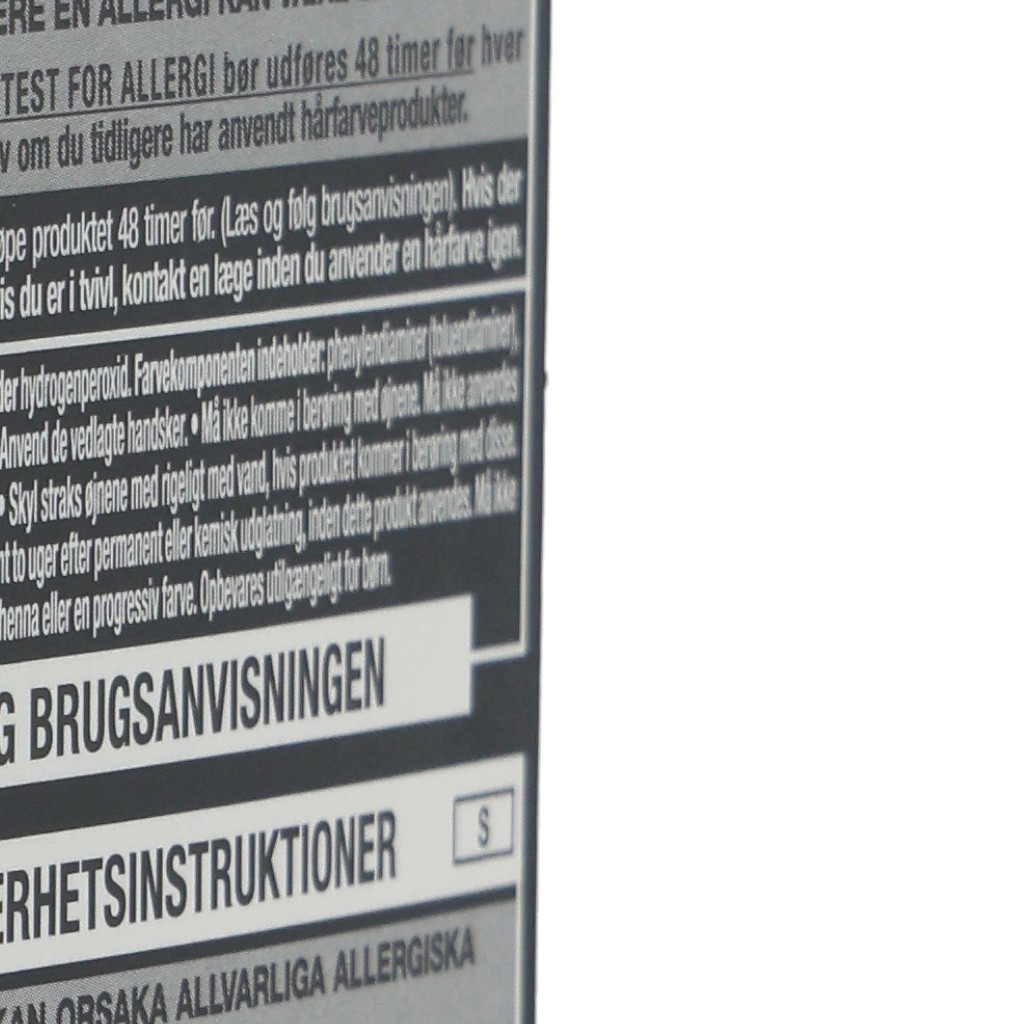 ERE EN ALLERGI KAN
TEST FOR ALLERGI bør udføres 48 timer før hver
v om du tidligere har anvendt hårfarveprodukter.
øpe produktet 48 timer før. (Læs og følg brugsanvisningen). Hvis der
is du er i tvivl, kontakt en læge inden du anvender en hårfarve igen.
der hydrogenperoxid. Farvekomponenten indeholder: phenylendiaminer (toluendiaminer),
Anvend de vedlagte handsker. • Må ikke komme i berøring med øjnene. Må ikke anvendes
• Skyl straks øjnene med rigeligt med vand, hvis produktet kommer i berøring med disse.
nt to uger efter permanent eller kemisk udglatning, inden dette produkt anvendes. Må ikke
henna eller en progressiv farve. Opbevares utilgængeligt for børn.
G BRUGSANVISNINGEN
ERHETSINSTRUKTIONER S
KAN ORSAKA ALLVARLIGA ALLERGISKA